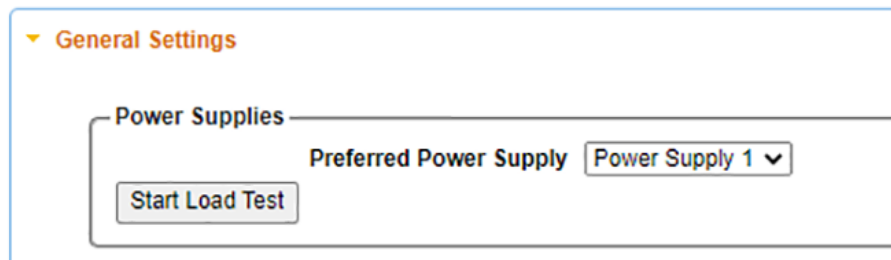 General Settings
Power Supplies
Preferred Power Supply Power Supply 1
Start Load Test